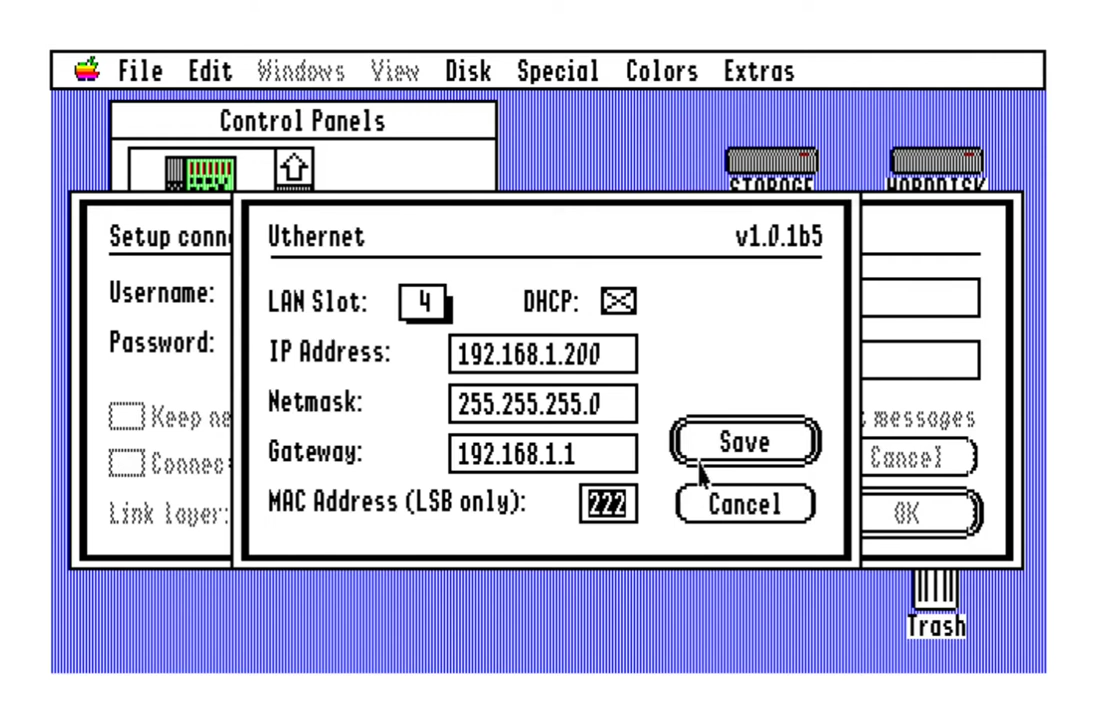 File Edit Windows View Disk Special Colors Extras
Control Panels
STORAGE HARDDISK
Setup conn
Uthernet v1.0.1b5
Username:
LAN Slot: 4 DHCP:
Password:
IP Address: 192.168.1.200
Netmask: 255.255.255.0
Keep ne messages
Save
Gateway: 192.168.1.1
Connec Cancel
MAC Address (LSB only): 222 Cancel
Link layer: OK
Trash